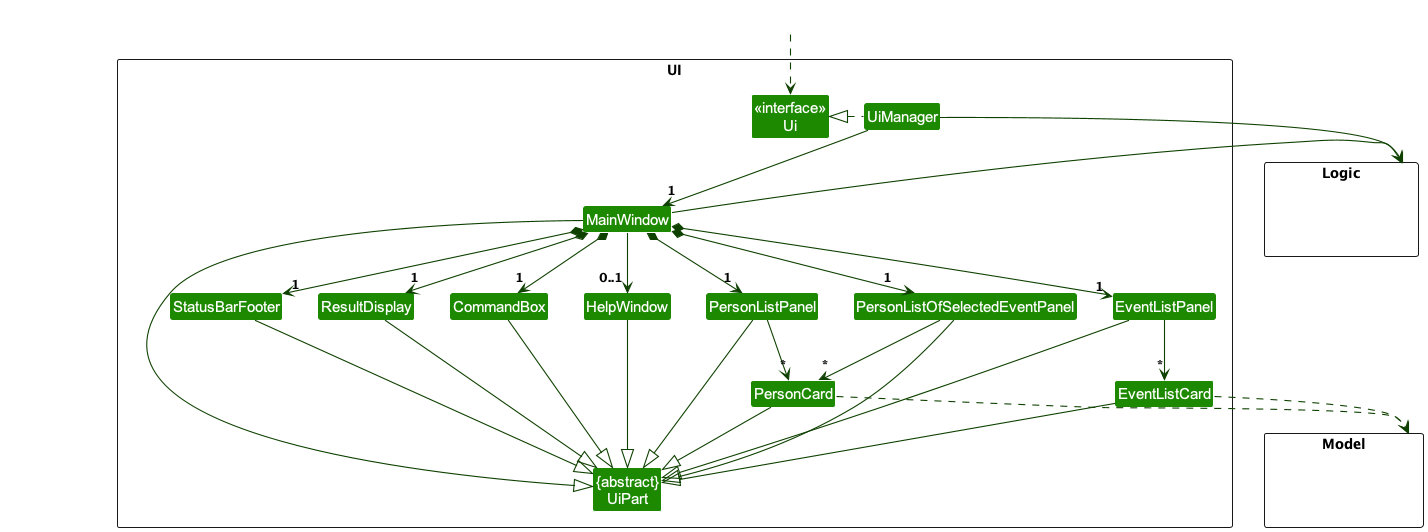 UI
«interface»
Ui
UiManager
Logic
1
MainWindow
1
1
1
0..1
1
1
1
StatusBarFooter
ResultDisplay
CommandBox
HelpWindow
PersonListPanel
PersonListOfSelectedEventPanel
EventListPanel
*
*
*
PersonCard
EventListCard
Model
{abstract}
UiPart